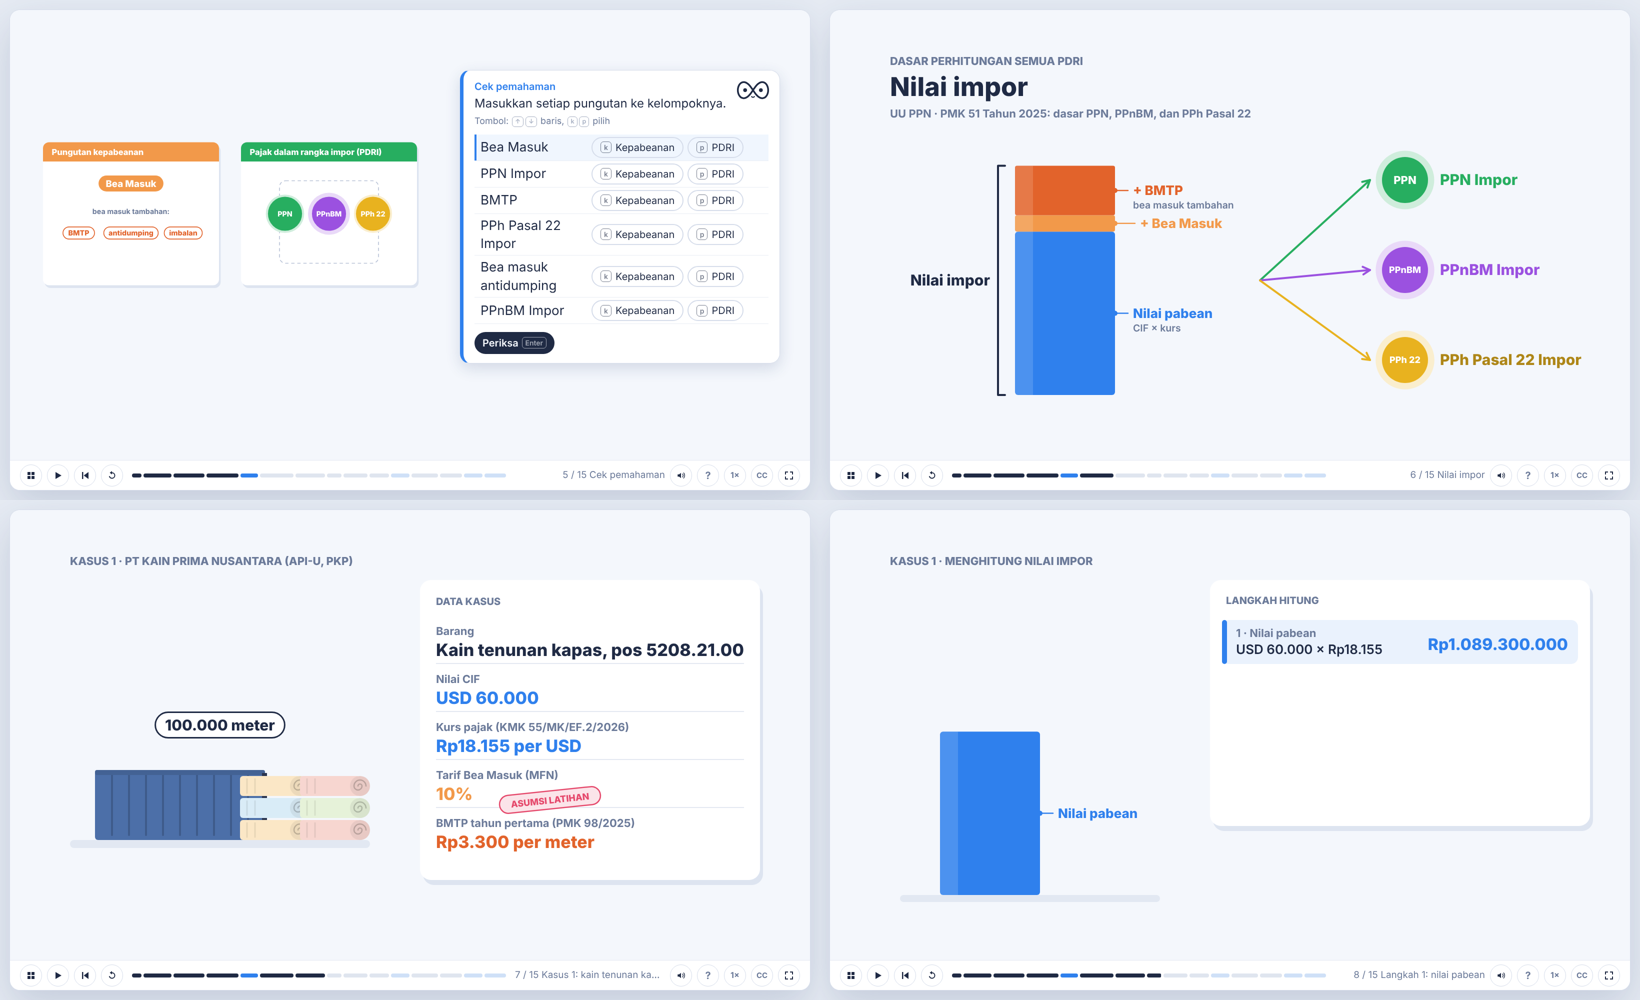 Pungutan kepabeanan
Bea Masuk
bea masuk tambahan:
BMTP antidumping imbalan
Pajak dalam rangka impor (PDRI)
PPN PPnBM PPh 22
Cek pemahaman
Masukkan setiap pungutan ke kelompoknya.
Tombol: ↑ ↓ baris, k p pilih
Bea Masuk k Kepabeanan p PDRI
PPN Impor k Kepabeanan p PDRI
BMTP k Kepabeanan p PDRI
PPh Pasal 22
Impor k Kepabeanan p PDRI
Bea masuk
antidumping k Kepabeanan p PDRI
PPnBM Impor k Kepabeanan p PDRI
Periksa Enter
5 / 15 Cek pemahaman ? 1× CC
DASAR PERHITUNGAN SEMUA PDRI
Nilai impor
UU PPN · PMK 51 Tahun 2025: dasar PPN, PPnBM, dan PPh Pasal 22
+ BMTP
bea masuk tambahan
+ Bea Masuk
Nilai impor
Nilai pabean
CIF × kurs
PPN PPN Impor
PPnBM PPnBM Impor
PPh 22 PPh Pasal 22 Impor
6 / 15 Nilai impor ? 1× CC
KASUS 1 · PT KAIN PRIMA NUSANTARA (API-U, PKP)
100.000 meter
DATA KASUS
Barang
Kain tenunan kapas, pos 5208.21.00
Nilai CIF
USD 60.000
Kurs pajak (KMK 55/MK/EF.2/2026)
Rp18.155 per USD
Tarif Bea Masuk (MFN)
10%
ASUMSI LATIHAN
BMTP tahun pertama (PMK 98/2025)
Rp3.300 per meter
7 / 15 Kasus 1: kain tenunan ka... ? 1× CC
KASUS 1 · MENGHITUNG NILAI IMPOR
Nilai pabean
LANGKAH HITUNG
1 · Nilai pabean
USD 60.000 × Rp18.155 Rp1.089.300.000
8 / 15 Langkah 1: nilai pabean ? 1× CC